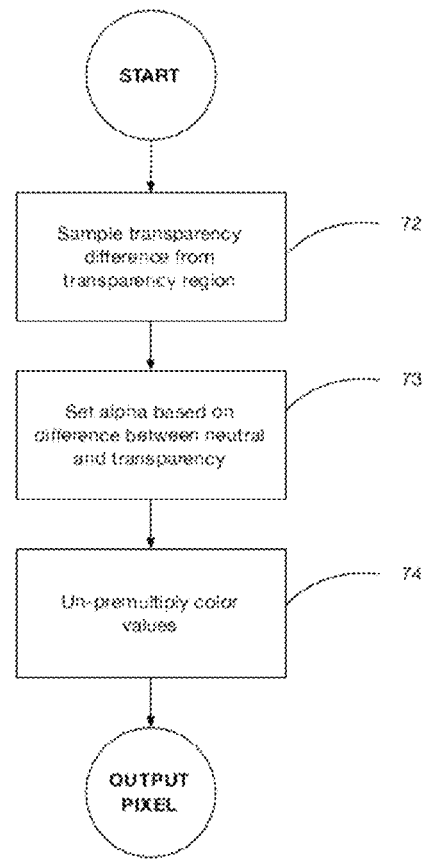 START
Sample transparency
difference from
transparency region
72
Set alpha based on
difference between neutral
and transparency
73
Un-premultiply color
values
74
OUTPUT
PIXEL